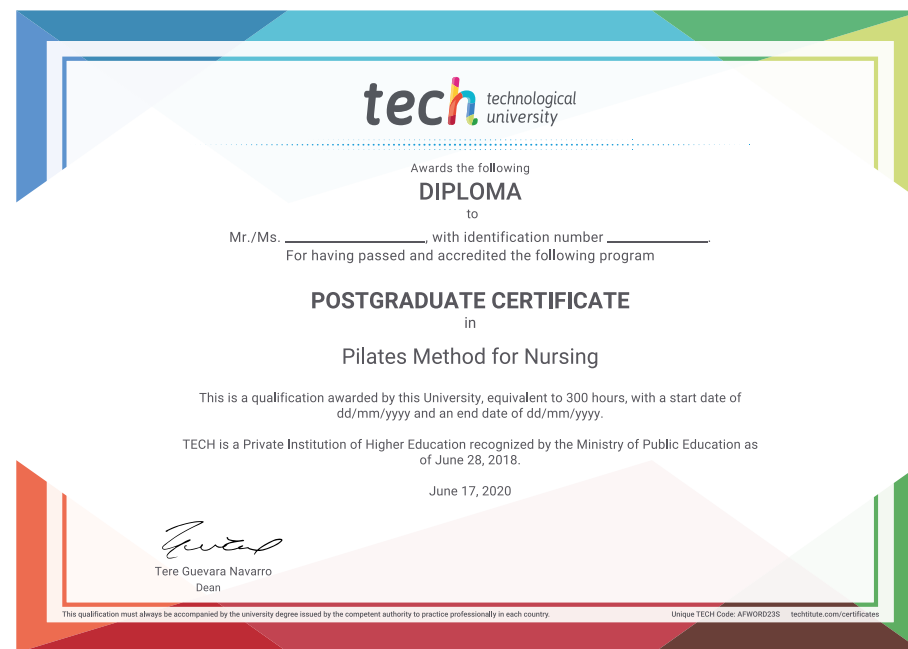 tech technological
university
Awards the following
DIPLOMA
to
Mr./Ms. ____________________, with identification number ______________.
For having passed and accredited the following program
POSTGRADUATE CERTIFICATE
in
Pilates Method for Nursing
This is a qualification awarded by this University, equivalent to 300 hours, with a start date of
dd/mm/yyyy and an end date of dd/mm/yyyy.
TECH is a Private Institution of Higher Education recognized by the Ministry of Public Education as
of June 28, 2018.
June 17, 2020
Tere Guevara Navarro
Dean
This qualification must always be accompanied by the university degree issued by the competent authority to practice professionally in each country. Unique TECH Code: AFWORD23S techtitute.com/certificates